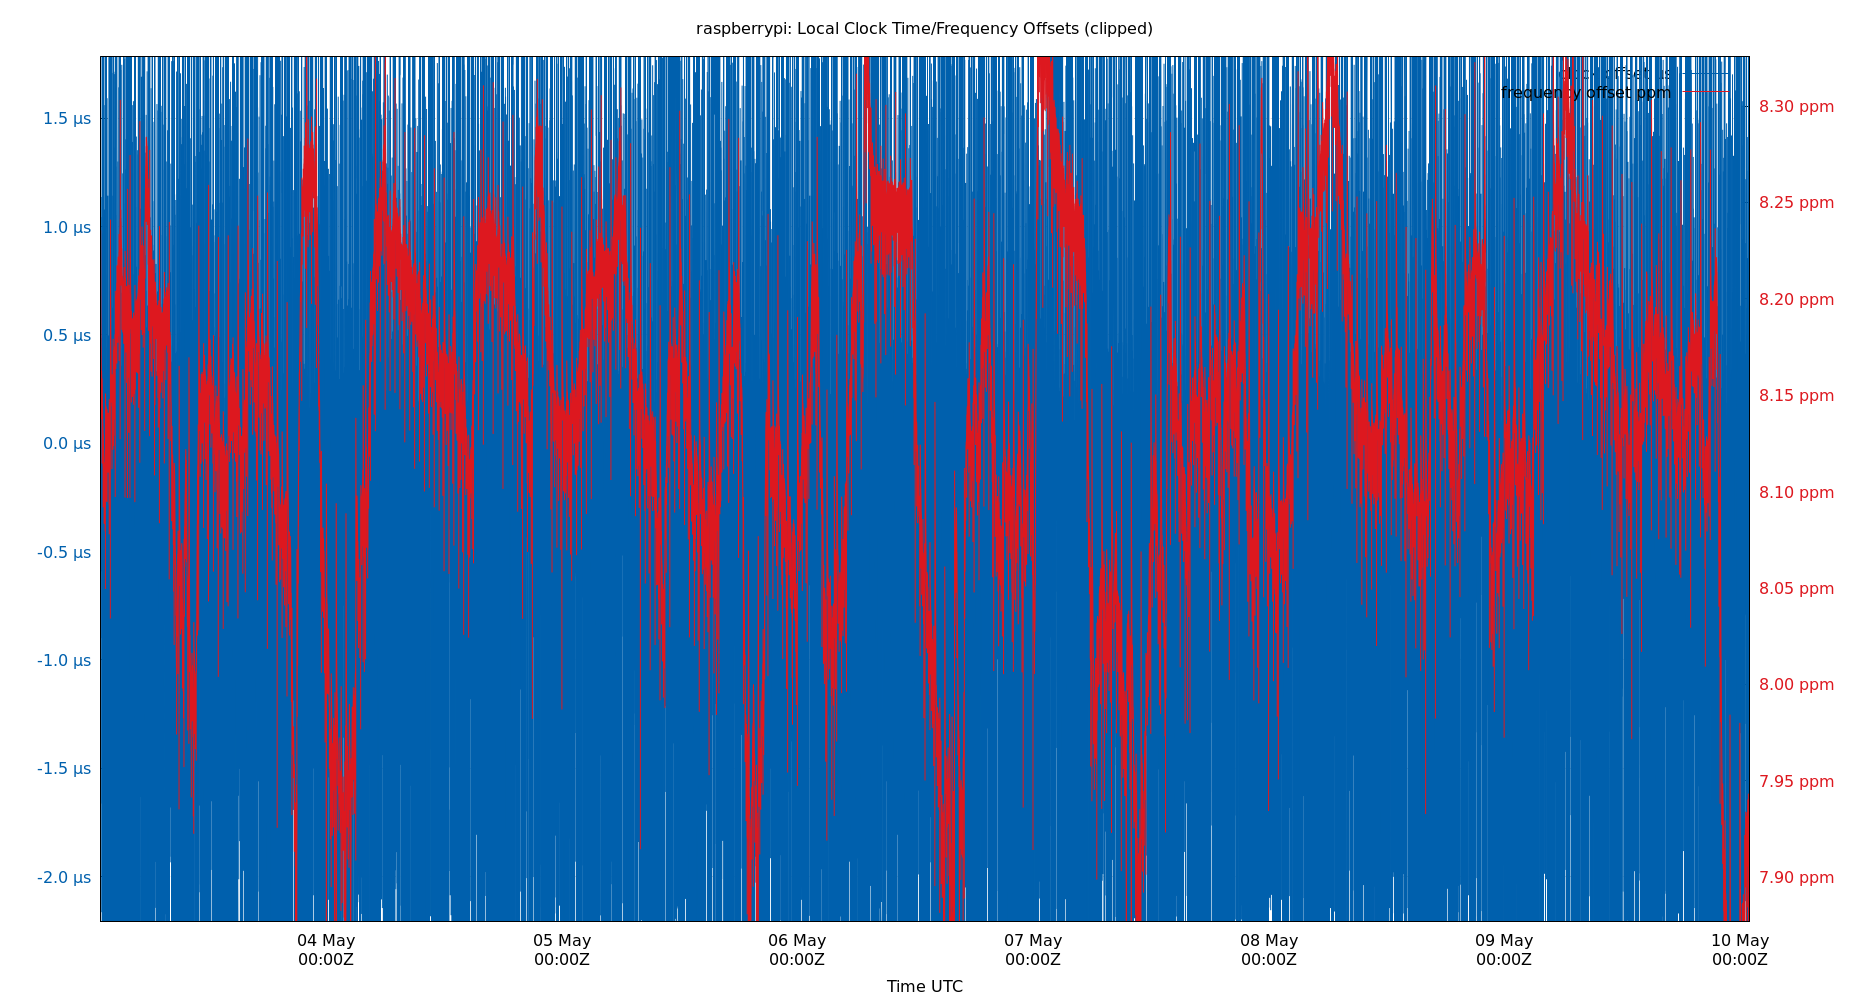 raspberrypi: Local Clock Time/Frequency Offsets (clipped)
clock offset µs
frequency offset ppm
1.5 µs
1.0 µs
0.5 µs
0.0 µs
-0.5 µs
-1.0 µs
-1.5 µs
-2.0 µs
8.30 ppm
8.25 ppm
8.20 ppm
8.15 ppm
8.10 ppm
8.05 ppm
8.00 ppm
7.95 ppm
7.90 ppm
04 May
00:00Z
05 May
00:00Z
06 May
00:00Z
07 May
00:00Z
08 May
00:00Z
09 May
00:00Z
10 May
00:00Z
Time UTC